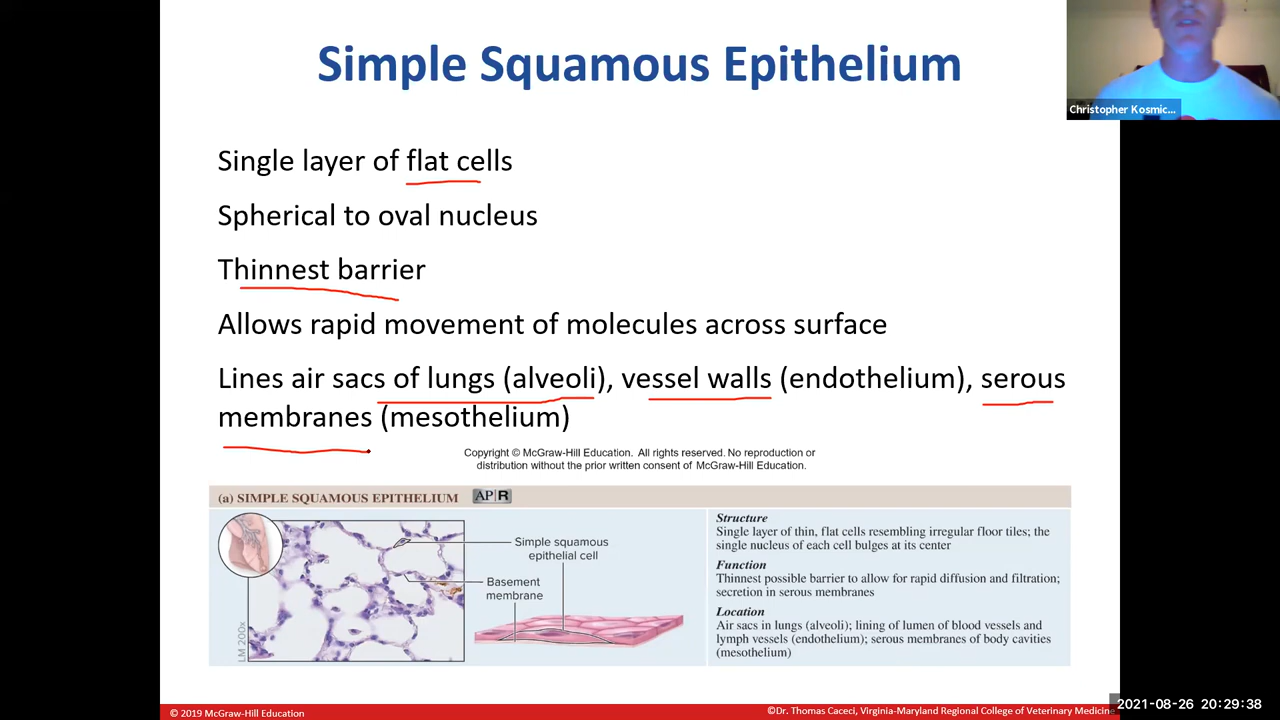 Simple Squamous Epithelium
Christopher Kosmic...
Single layer of flat cells
Spherical to oval nucleus
Thinnest barrier
Allows rapid movement of molecules across surface
Lines air sacs of lungs (alveoli), vessel walls (endothelium), serous
membranes (mesothelium)
Copyright © McGraw-Hill Education. All rights reserved. No reproduction or
distribution without the prior written consent of McGraw-Hill Education.
(a) SIMPLE SQUAMOUS EPITHELIUM AP|R
LM 200x
Simple squamous
epithelial cell
Basement
membrane
Structure
Single layer of thin, flat cells resembling irregular floor tiles; the
single nucleus of each cell bulges at its center
Function
Thinnest possible barrier to allow for rapid diffusion and filtration;
secretion in serous membranes
Location
Air sacs in lungs (alveoli); lining of lumen of blood vessels and
lymph vessels (endothelium); serous membranes of body cavities
(mesothelium)
© 2019 McGraw-Hill Education
©Dr. Thomas Caceci, Virginia-Maryland Regional College of Veterinary Medicine
2021-08-26 20:29:38